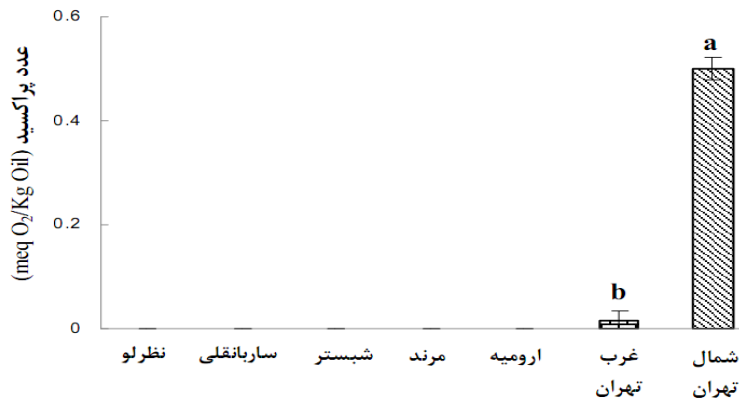 عدد پراکسید (meq O₂/Kg Oil)
0.6
0.4
0.2
0
a
b
نظرلو
ساربانقلی
شبستر
مرند
ارومیه
غرب
تهران
شمال
تهران